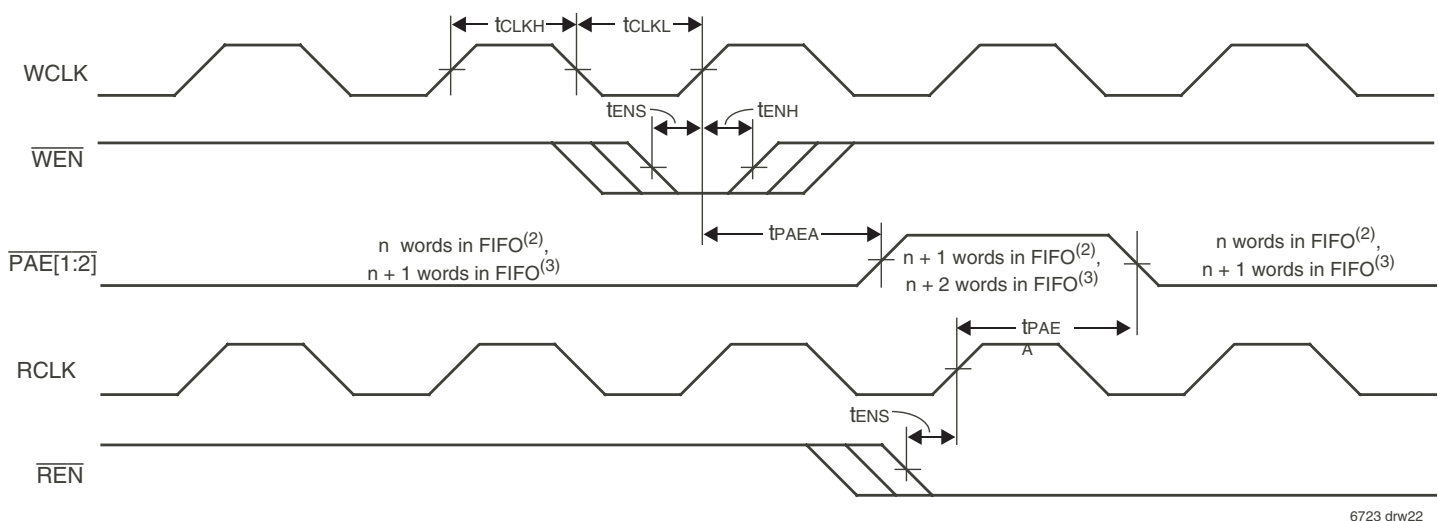 tCLKH tCLKL
WCLK
tENS tENH
WEN
tPAEA
PAE[1:2]
n words in FIFO(2),
n + 1 words in FIFO(3)
n + 1 words in FIFO(2),
n + 2 words in FIFO(3)
n words in FIFO(2),
n + 1 words in FIFO(3)
tPAE
A
RCLK
tENS
REN
6723 drw22